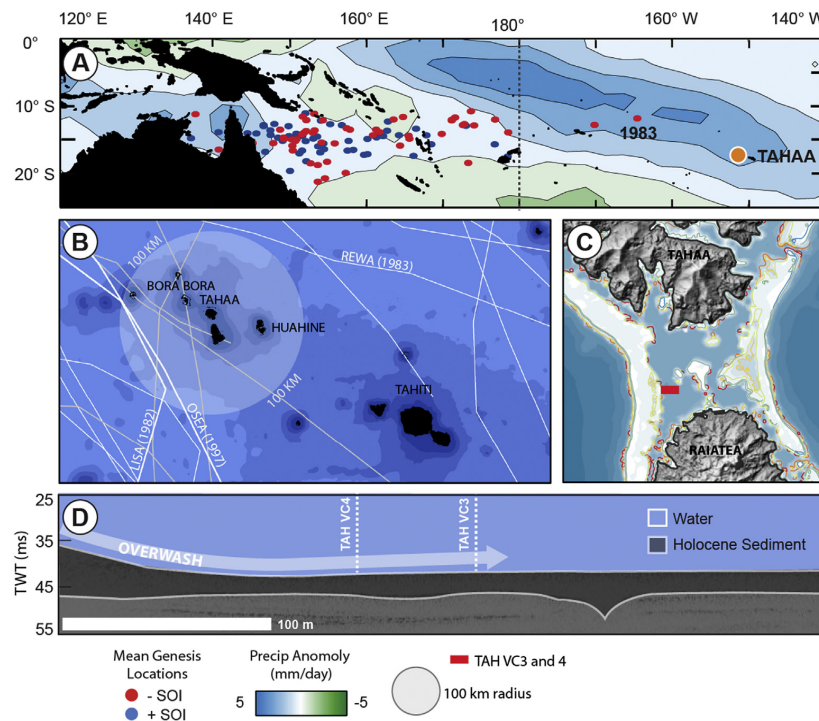 120° E 140° E 160° E 180° 160° W 140° W
0°
10° S
20° S
A
1983
TAHAA
B
100 KM
BORA BORA
TAHAA
HUAHINE
REWA (1983)
TAHITI
100 KM
LISA (1982)
OSEA (1997)
C
TAHAA
RAIATEA
25
35
45
55
TWT (ms)
D
OVERWASH
TAH VC4
TAH VC3
Water
Holocene Sediment
100 m
Mean Genesis
Locations
- SOI
+ SOI
Precip Anomoly
(mm/day)
5 -5
100 km radius
TAH VC3 and 4